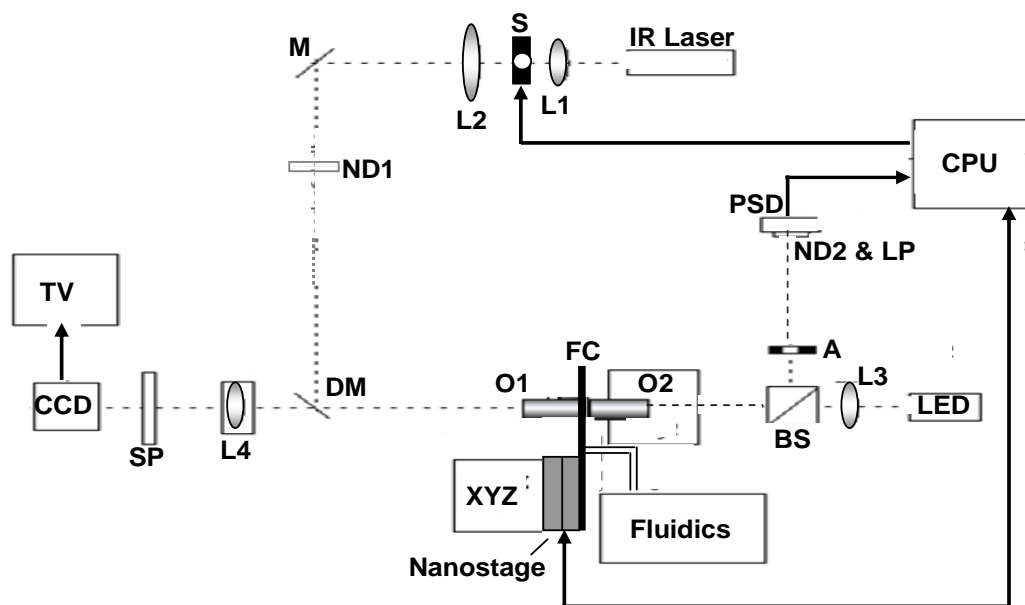 S
IR Laser
M
L2
L1
ND1
CPU
PSD
ND2 & LP
TV
FC
A
O1
O2
L3
DM
CCD
LED
SP
L4
BS
XYZ
Fluidics
Nanostage